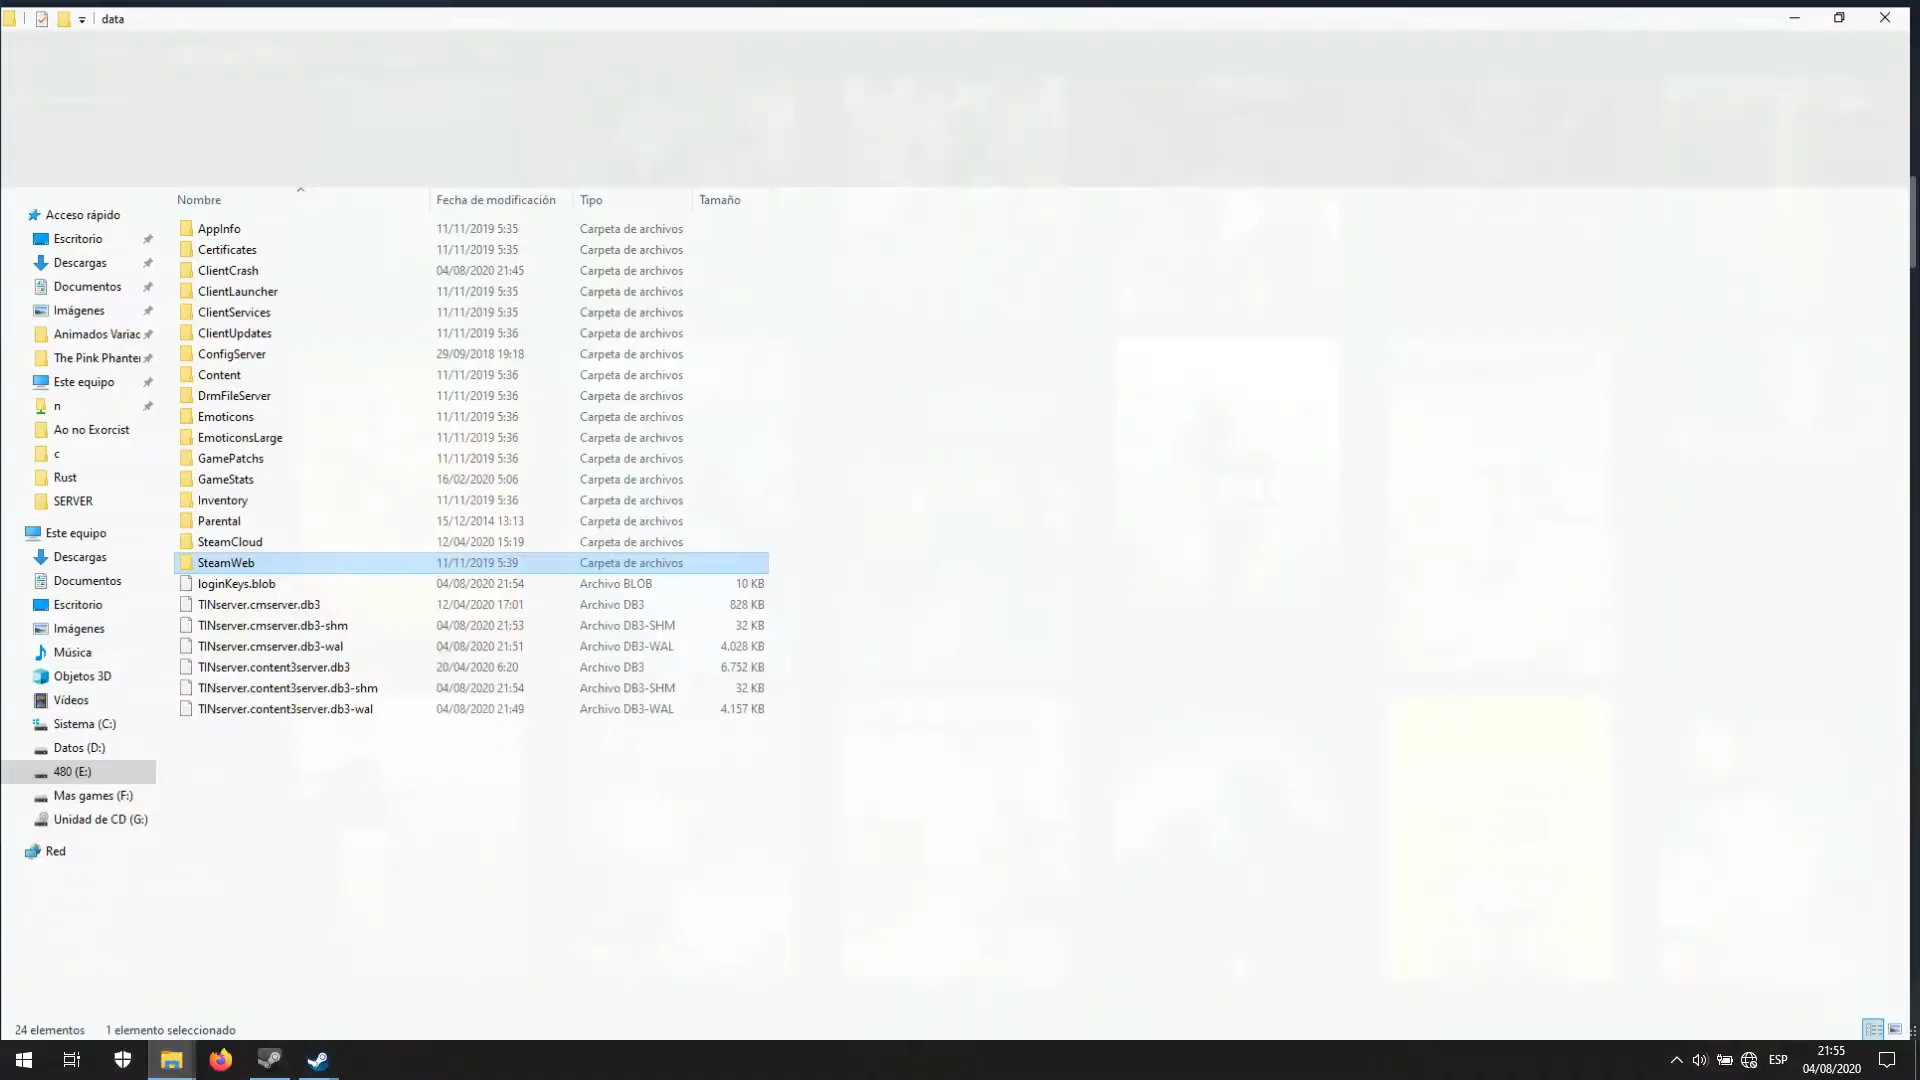 data
Nombre Fecha de modificación Tipo Tamaño
Acceso rápido
Escritorio
Descargas
Documentos
Imágenes
Animados Variac
The Pink Phanter
Este equipo
n
Ao no Exorcist
c
Rust
SERVER
Este equipo
Descargas
Documentos
Escritorio
Imágenes
Música
Objetos 3D
Vídeos
Sistema (C:)
Datos (D:)
480 (E:)
Mas games (F:)
Unidad de CD (G:)
Red
AppInfo 11/11/2019 5:35 Carpeta de archivos
Certificates 11/11/2019 5:35 Carpeta de archivos
ClientCrash 04/08/2020 21:45 Carpeta de archivos
ClientLauncher 11/11/2019 5:35 Carpeta de archivos
ClientServices 11/11/2019 5:35 Carpeta de archivos
ClientUpdates 11/11/2019 5:36 Carpeta de archivos
ConfigServer 29/09/2018 19:18 Carpeta de archivos
Content 11/11/2019 5:36 Carpeta de archivos
DrmFileServer 11/11/2019 5:36 Carpeta de archivos
Emoticons 11/11/2019 5:36 Carpeta de archivos
EmoticonsLarge 11/11/2019 5:36 Carpeta de archivos
GamePatchs 11/11/2019 5:36 Carpeta de archivos
GameStats 16/02/2020 5:06 Carpeta de archivos
Inventory 11/11/2019 5:36 Carpeta de archivos
Parental 15/12/2014 13:13 Carpeta de archivos
SteamCloud 12/04/2020 15:19 Carpeta de archivos
SteamWeb 11/11/2019 5:39 Carpeta de archivos
loginKeys.blob 04/08/2020 21:54 Archivo BLOB 10 KB
TINserver.cmserver.db3 12/04/2020 17:01 Archivo DB3 828 KB
TINserver.cmserver.db3-shm 04/08/2020 21:53 Archivo DB3-SHM 32 KB
TINserver.cmserver.db3-wal 04/08/2020 21:51 Archivo DB3-WAL 4.028 KB
TINserver.content3server.db3 20/04/2020 6:20 Archivo DB3 6.752 KB
TINserver.content3server.db3-shm 04/08/2020 21:54 Archivo DB3-SHM 32 KB
TINserver.content3server.db3-wal 04/08/2020 21:49 Archivo DB3-WAL 4.157 KB
24 elementos 1 elemento seleccionado
ESP
21:55
04/08/2020